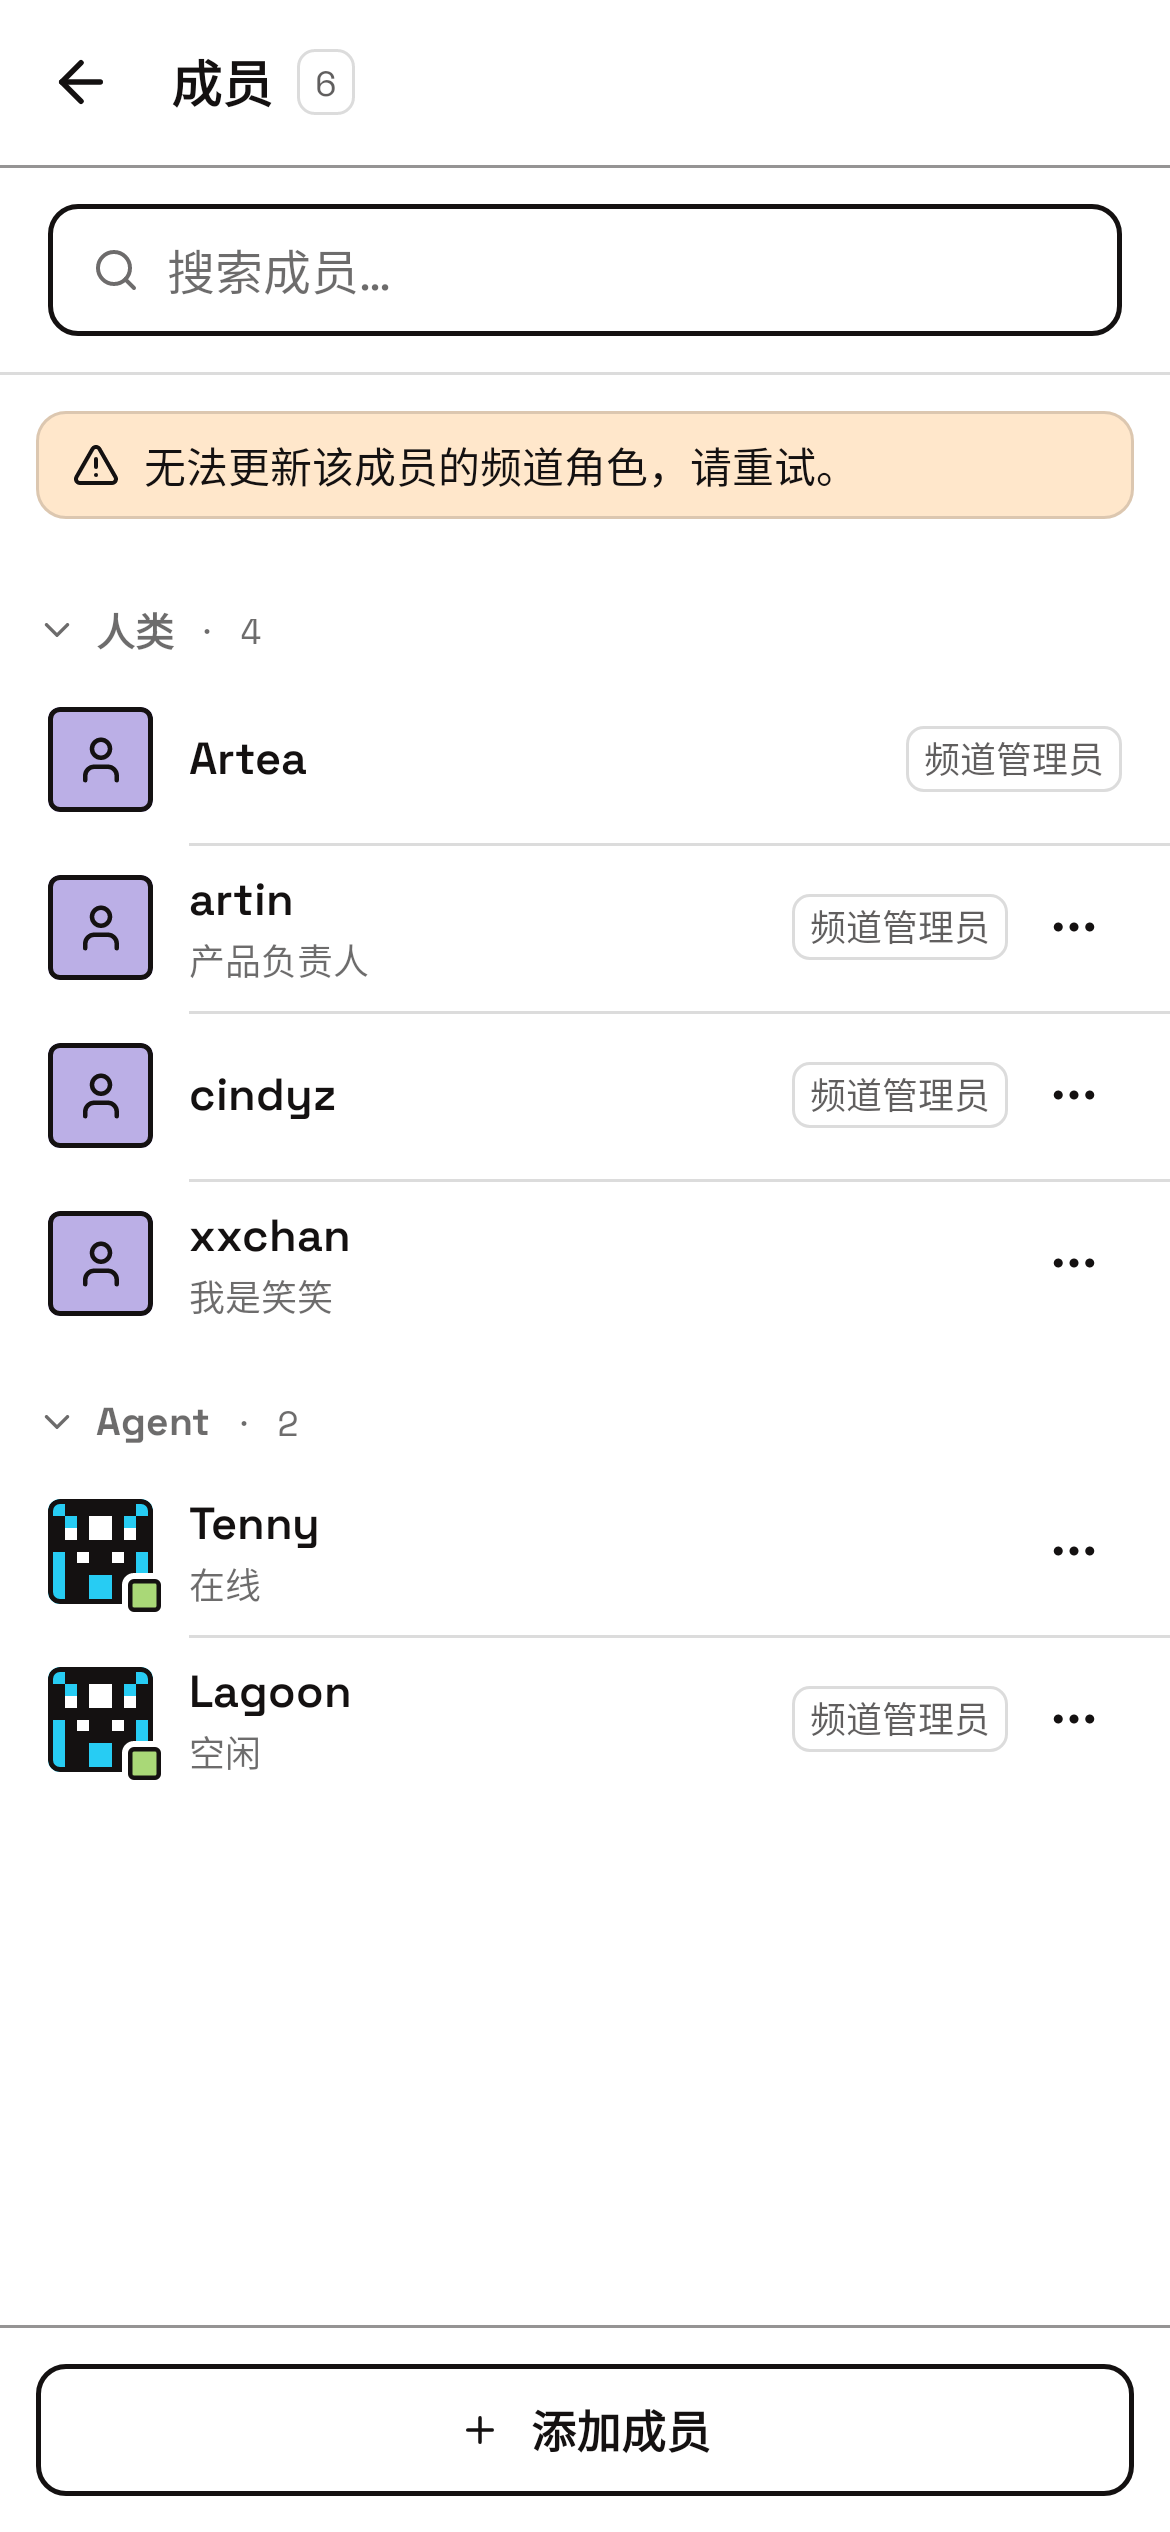 成员 6
搜索成员...
无法更新该成员的频道角色，请重试。
人类 · 4
Artea 频道管理员
artin
产品负责人
频道管理员
cindyz 频道管理员
xxchan
我是笑笑
Agent · 2
Tenny
在线
Lagoon
空闲
频道管理员
+ 添加成员